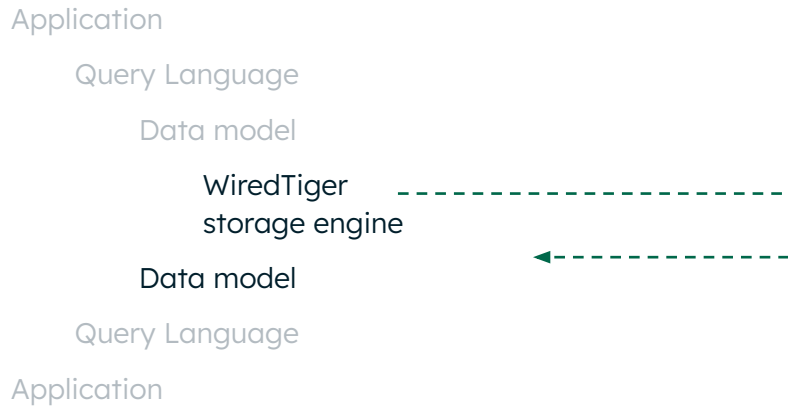 Application
Query Language
Data model
WiredTiger
storage engine
Data model
Query Language
Application